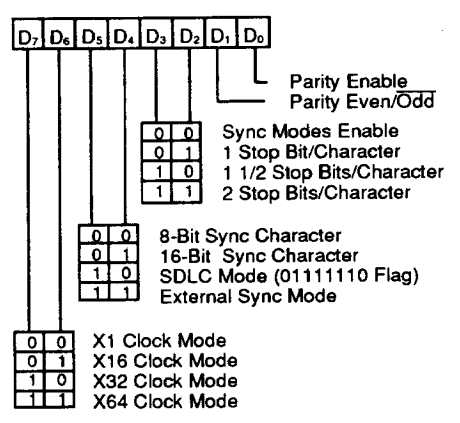 D₇ D₆ D₅ D₄ D₃ D₂ D₁ D₀
Parity Enable
Parity Even/O̅d̅d̅
0 0 Sync Modes Enable
0 1 1 Stop Bit/Character
1 0 1 1/2 Stop Bits/Character
1 1 2 Stop Bits/Character
0 0 8-Bit Sync Character
0 1 16-Bit Sync Character
1 0 SDLC Mode (01111110 Flag)
1 1 External Sync Mode
0 0 X1 Clock Mode
0 1 X16 Clock Mode
1 0 X32 Clock Mode
1 1 X64 Clock Mode